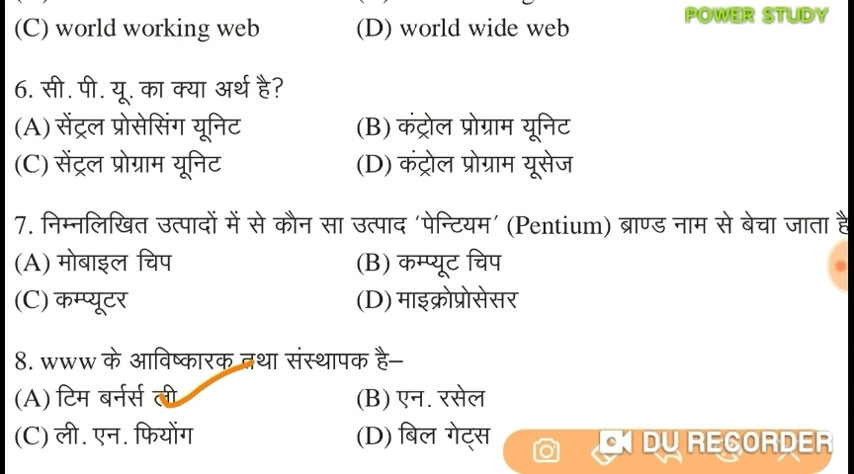 POWER STUDY
(C) world working web (D) world wide web
6. सी. पी. यू. का क्या अर्थ है?
(A) सेंट्रल प्रोसेसिंग यूनिट (B) कंट्रोल प्रोग्राम यूनिट
(C) सेंट्रल प्रोग्राम यूनिट (D) कंट्रोल प्रोग्राम यूसेज
7. निम्नलिखित उत्पादों में से कौन सा उत्पाद ‘पेन्टियम’ (Pentium) ब्राण्ड नाम से बेचा जाता है
(A) मोबाइल चिप (B) कम्प्यूट चिप
(C) कम्प्यूटर (D) माइक्रोप्रोसेसर
8. www के आविष्कारक तथा संस्थापक है–
(A) टिम बर्नर्स ली (B) एन. रसेल
(C) ली. एन. फियोंग (D) बिल गेट्स
DU RECORDER